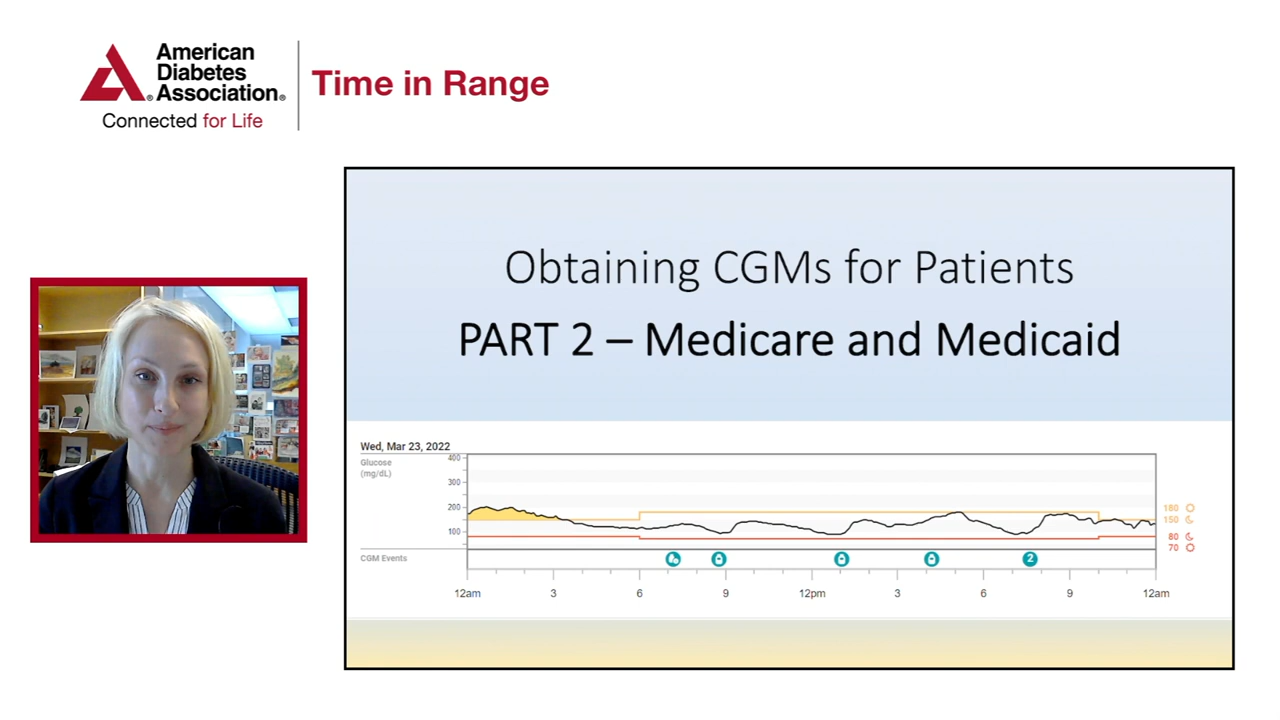 American
Diabetes
Association®
Connected for Life
Time in Range
Obtaining CGMs for Patients
PART 2 – Medicare and Medicaid
Wed, Mar 23, 2022
Glucose
(mg/dL)
400
300
200
100
180
150
80
70
CGM Events
2
12am 3 6 9 12pm 3 6 9 12am